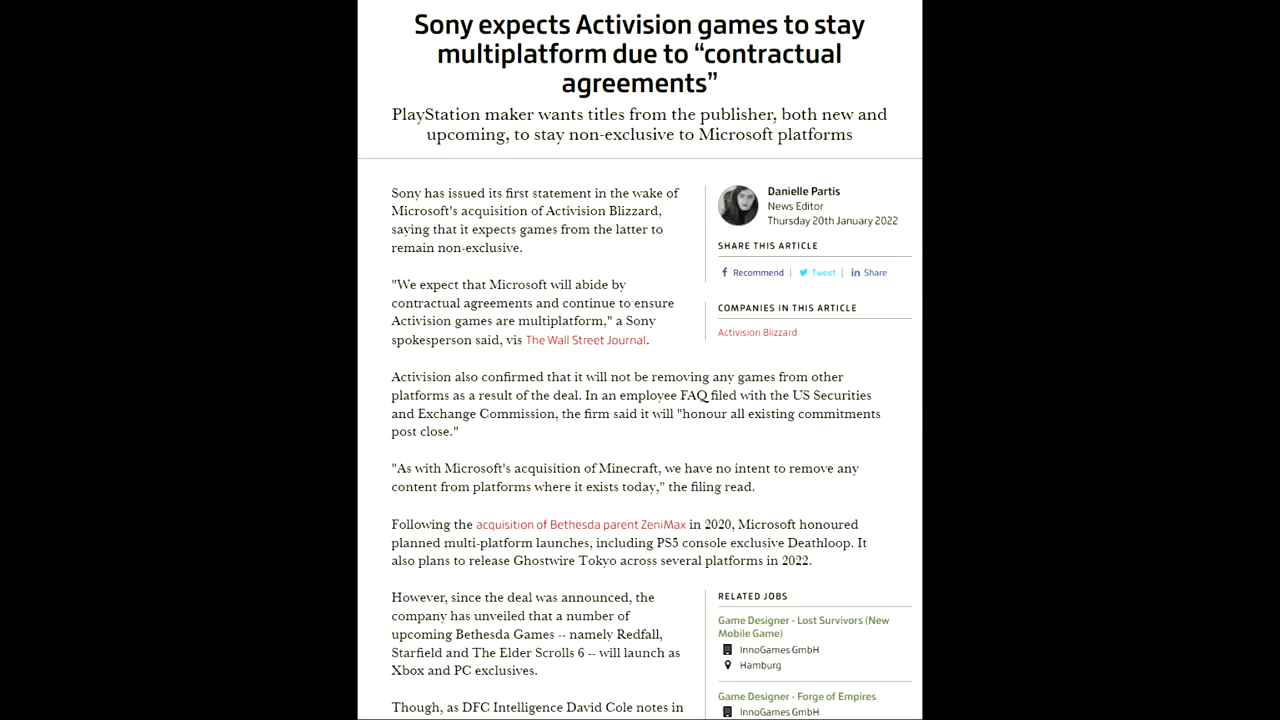 Sony expects Activision games to stay
multiplatform due to “contractual
agreements”
PlayStation maker wants titles from the publisher, both new and
upcoming, to stay non-exclusive to Microsoft platforms
Sony has issued its first statement in the wake of
Microsoft's acquisition of Activision Blizzard,
saying that it expects games from the latter to
remain non-exclusive.
"We expect that Microsoft will abide by
contractual agreements and continue to ensure
Activision games are multiplatform," a Sony
spokesperson said, vis The Wall Street Journal.
Danielle Partis
News Editor
Thursday 20th January 2022
SHARE THIS ARTICLE
Recommend | Tweet | Share
COMPANIES IN THIS ARTICLE
Activision Blizzard
Activision also confirmed that it will not be removing any games from other
platforms as a result of the deal. In an employee FAQ filed with the US Securities
and Exchange Commission, the firm said it will "honour all existing commitments
post close."
"As with Microsoft's acquisition of Minecraft, we have no intent to remove any
content from platforms where it exists today," the filing read.
Following the acquisition of Bethesda parent ZeniMax in 2020, Microsoft honoured
planned multi-platform launches, including PS5 console exclusive Deathloop. It
also plans to release Ghostwire Tokyo across several platforms in 2022.
However, since the deal was announced, the
company has unveiled that a number of
upcoming Bethesda Games -- namely Redfall,
Starfield and The Elder Scrolls 6 -- will launch as
Xbox and PC exclusives.
Though, as DFC Intelligence David Cole notes in
RELATED JOBS
Game Designer - Lost Survivors (New
Mobile Game)
InnoGames GmbH
Hamburg
Game Designer - Forge of Empires
InnoGames GmbH